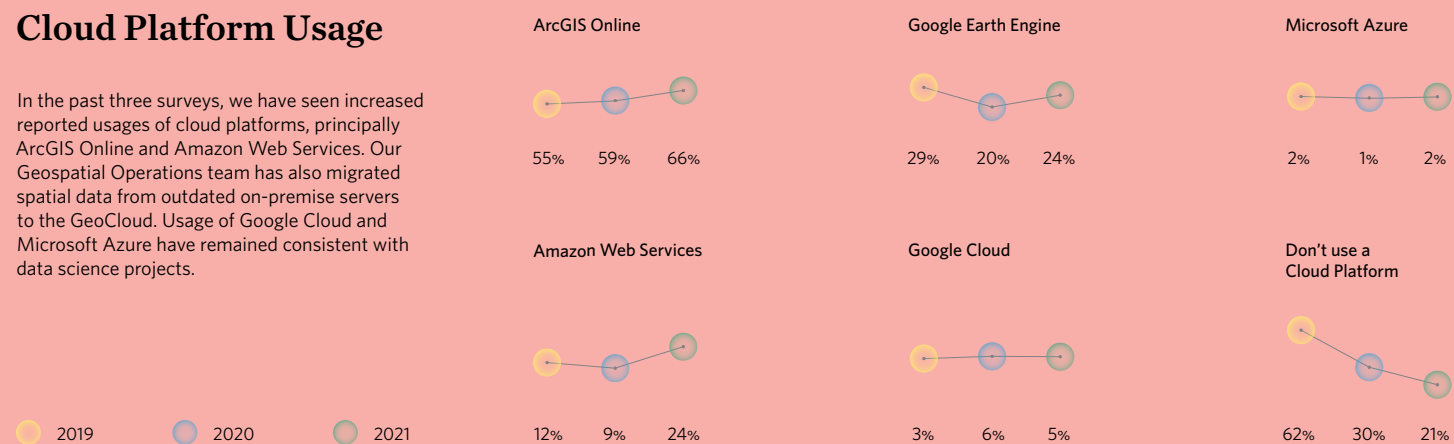 Cloud Platform Usage
In the past three surveys, we have seen increased
reported usages of cloud platforms, principally
ArcGIS Online and Amazon Web Services. Our
Geospatial Operations team has also migrated
spatial data from outdated on-premise servers
to the GeoCloud. Usage of Google Cloud and
Microsoft Azure have remained consistent with
data science projects.
2019 2020 2021
ArcGIS Online
55% 59% 66%
Google Earth Engine
29% 20% 24%
Microsoft Azure
2% 1% 2%
Amazon Web Services
12% 9% 24%
Google Cloud
3% 6% 5%
Don’t use a
Cloud Platform
62% 30% 21%